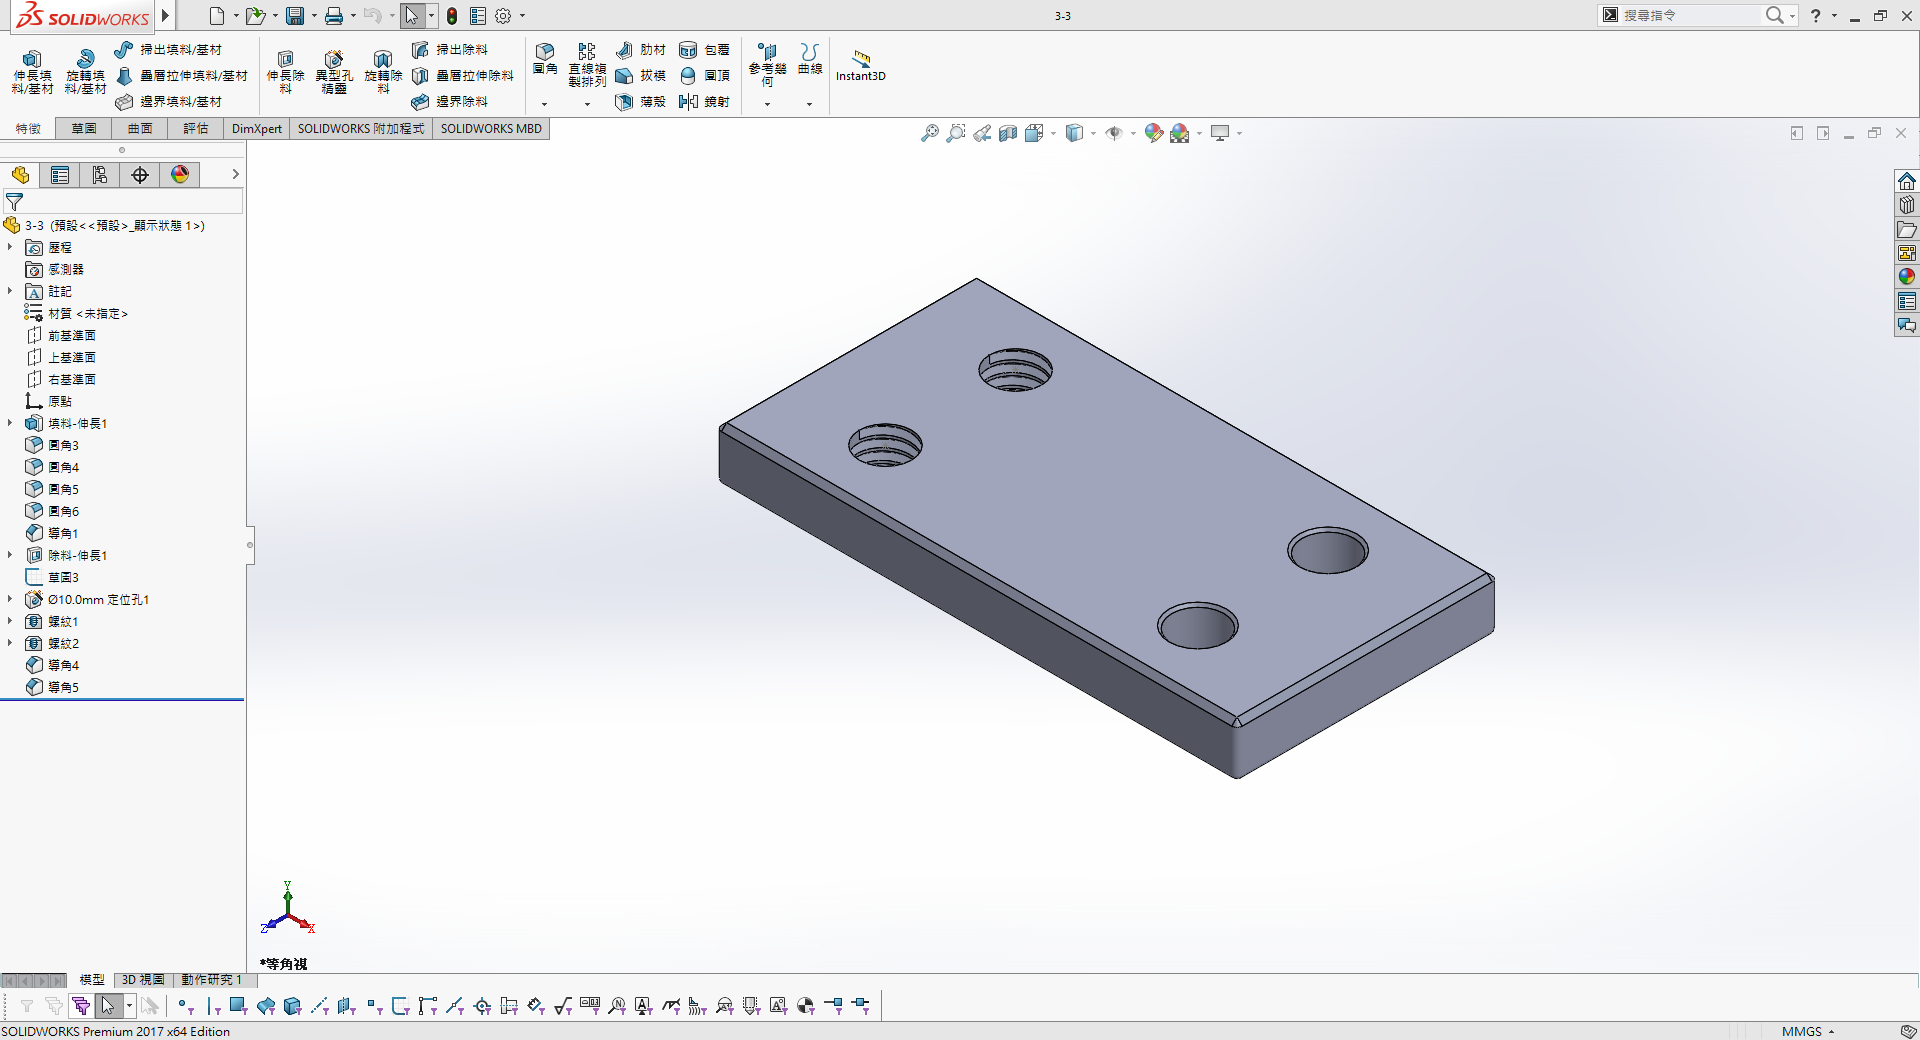 SOLIDWORKS
3-3
搜尋指令
伸長填料/基材
旋轉填料/基材
掃出填料/基材
疊層拉伸填料/基材
邊界填料/基材
伸長除料
異型孔精靈
旋轉除料
掃出除料
疊層拉伸除料
邊界除料
圓角
直線複製排列
肋材
拔模
薄殼
包覆
圓頂
鏡射
參考幾何
曲線
Instant3D
特徵
草圖
曲面
評估
DimXpert
SOLIDWORKS 附加程式
SOLIDWORKS MBD
3-3 (預設<<預設>_顯示狀態 1>)
歷程
感測器
註記
材質 <未指定>
前基準面
上基準面
右基準面
原點
填料-伸長1
圓角3
圓角4
圓角5
圓角6
導角1
除料-伸長1
草圖3
Ø10.0mm 定位孔1
螺紋1
螺紋2
導角4
導角5
Y
Z
X
*等角視
模型
3D 視圖
動作研究 1
SOLIDWORKS Premium 2017 x64 Edition
MMGS